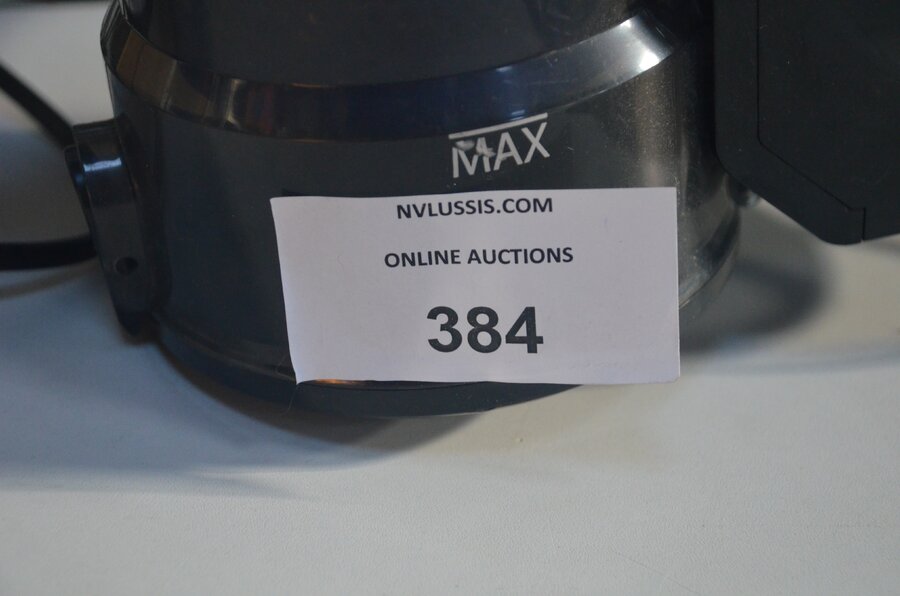 MAX
NVLUSSIS.COM
ONLINE AUCTIONS
384